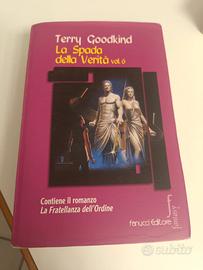 Terry Goodkind
La Spada
della Verità vol. 6
Contiene il romanzo
La Fratellanza dell'Ordine
Fanucci Editore
subito